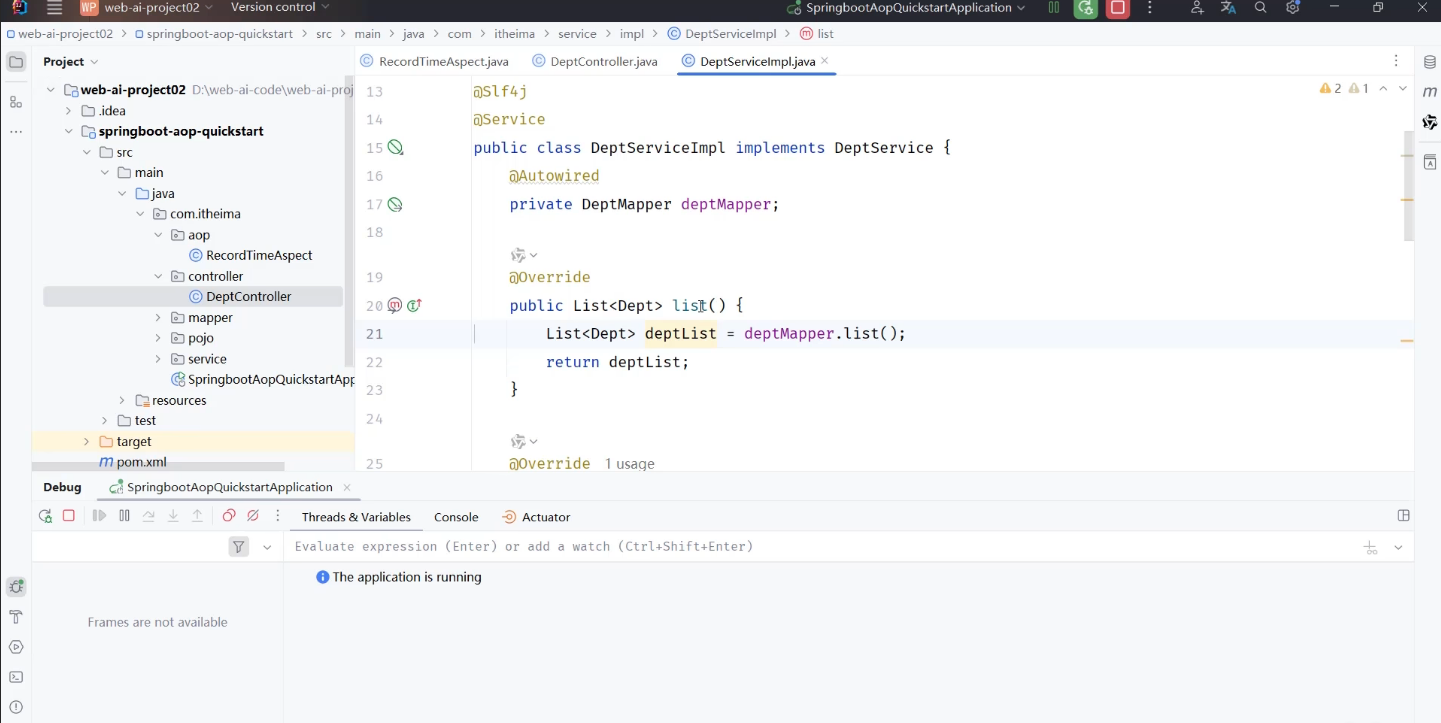 WP web-ai-project02 Version control SpringbootAopQuickstartApplication
web-ai-project02 > springboot-aop-quickstart > src > main > java > com > itheima > service > impl > DeptServiceImpl > list
Project
RecordTimeAspect.java DeptController.java DeptServiceImpl.java
web-ai-project02 D:\web-ai-code\web-ai-proj
.idea
springboot-aop-quickstart
src
main
java
com.itheima
aop
RecordTimeAspect
controller
DeptController
mapper
pojo
service
SpringbootAopQuickstartApp
resources
test
target
pom.xml
2 1
13 @Slf4j
14 @Service
15 public class DeptServiceImpl implements DeptService {
16 @Autowired
17 private DeptMapper deptMapper;
18
19 @Override
20 public List<Dept> list() {
21 List<Dept> deptList = deptMapper.list();
22 return deptList;
23 }
24
25 @Override 1 usage
Debug SpringbootAopQuickstartApplication
Threads & Variables Console Actuator
Evaluate expression (Enter) or add a watch (Ctrl+Shift+Enter)
The application is running
Frames are not available